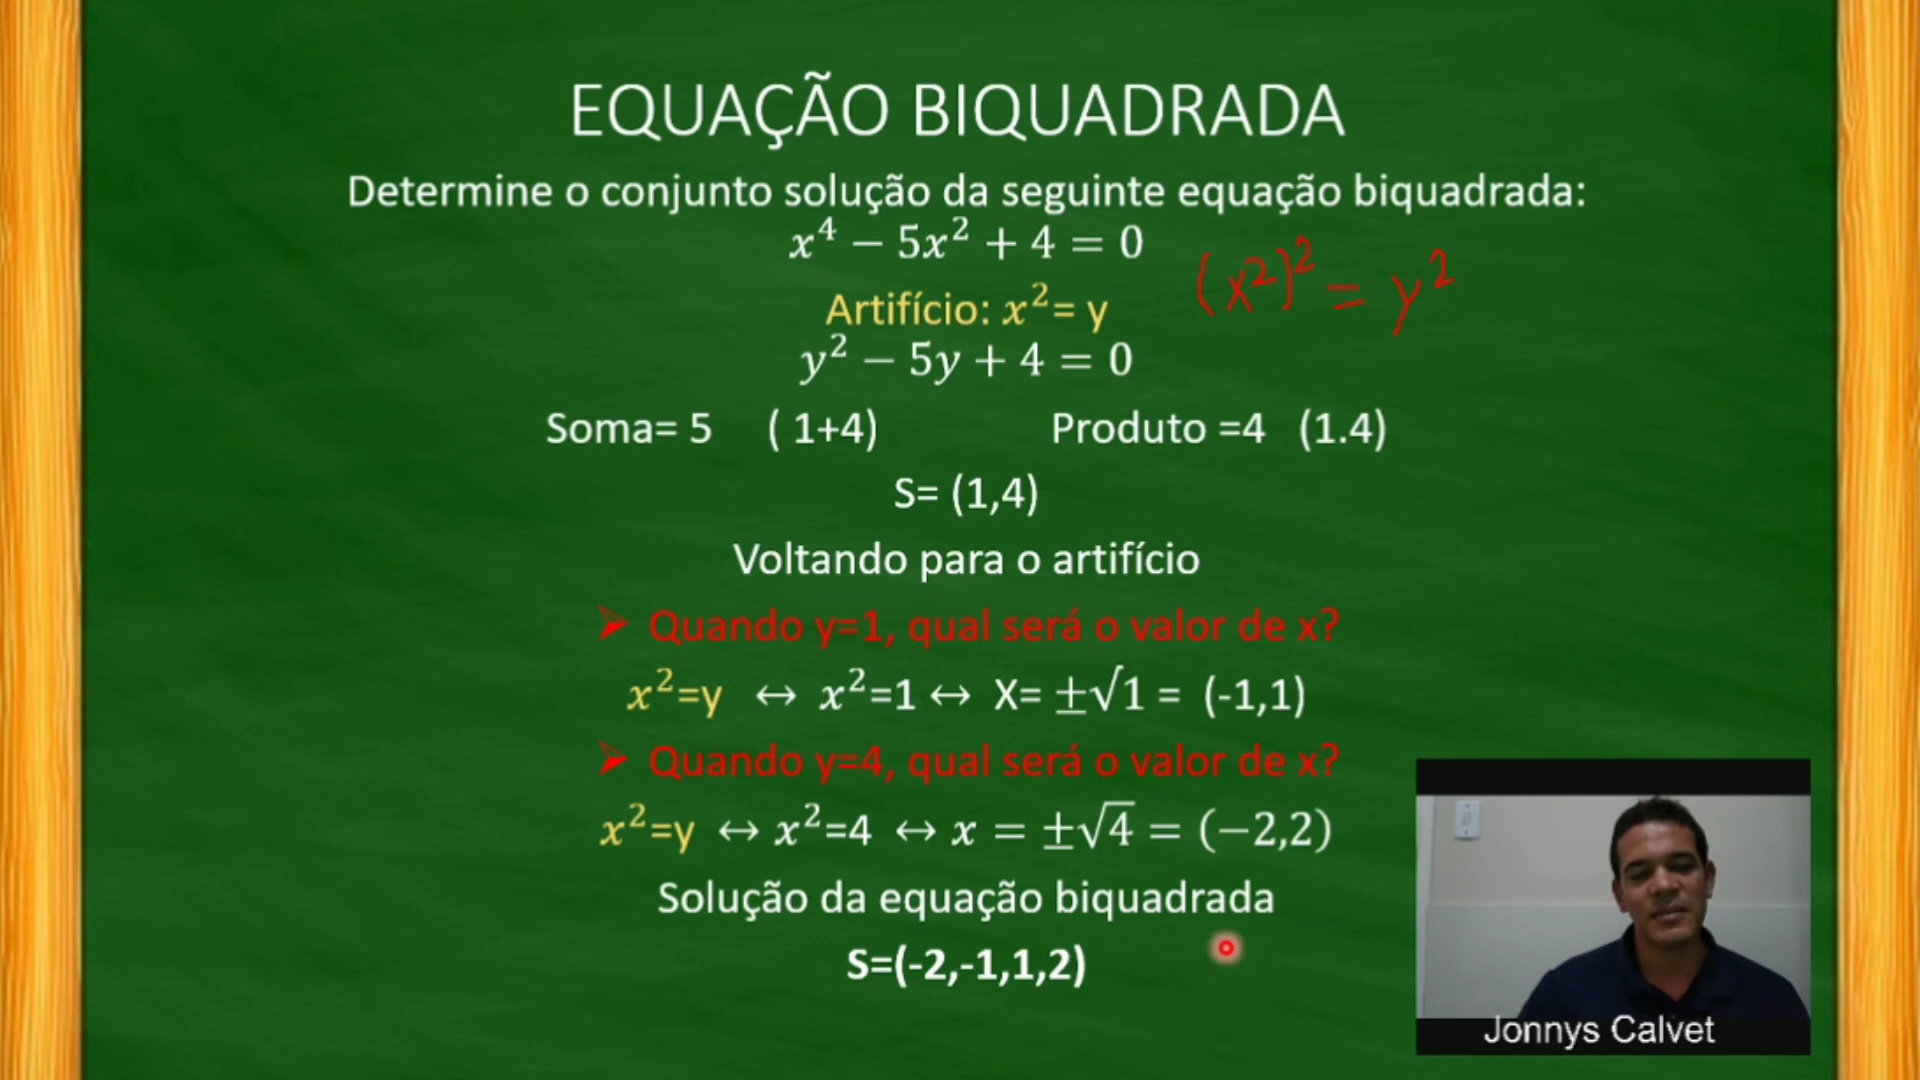 EQUAÇÃO BIQUADRADA
Determine o conjunto solução da seguinte equação biquadrada:
x⁴ − 5x² + 4 = 0
(x²)² = y²
Artifício: x²= y
y² − 5y + 4 = 0
Soma= 5 ( 1+4) Produto =4 (1.4)
S= (1,4)
Voltando para o artifício
➢ Quando y=1, qual será o valor de x?
x²=y ↔ x²=1 ↔ X= ±√1 = (-1,1)
➢ Quando y=4, qual será o valor de x?
x²=y ↔ x²=4 ↔ x = ±√4 = (−2,2)
Solução da equação biquadrada
S=(-2,-1,1,2)
Jonnys Calvet